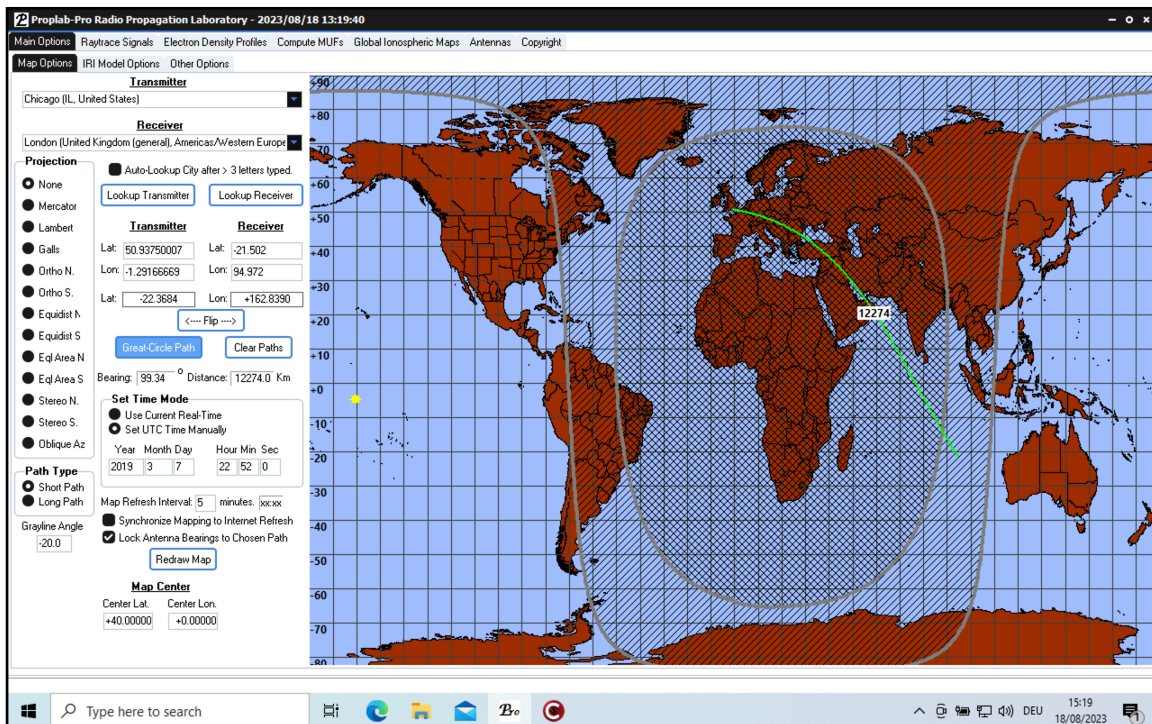 Proplab-Pro Radio Propagation Laboratory - 2023/08/18 13:19:40
Main Options Raytrace Signals Electron Density Profiles Compute MUFs Global Ionospheric Maps Antennas Copyright
Map Options IRI Model Options Other Options
Transmitter
Chicago (IL, United States)
Receiver
London (United Kingdom (general), Americas/Western Europe
Projection
None
Mercator
Lambert
Galls
Ortho N.
Ortho S.
Equidist N
Equidist S
Eql Area N
Eql Area S
Stereo N.
Stereo S.
Oblique Az
Auto-Lookup City after > 3 letters typed.
Lookup Transmitter Lookup Receiver
Transmitter Receiver
Lat: 50.93750007 Lat: -21.502
Lon: -1.29166669 Lon: 94.972
Lat: -22.3684 Lon: +162.8390
<---- Flip ---->
Great-Circle Path Clear Paths
Bearing: 99.34 o Distance: 12274.0 Km
Set Time Mode
Use Current Real-Time
Set UTC Time Manually
Year Month Day Hour Min Sec
2019 3 7 22 52 0
Path Type
Short Path
Long Path
Map Refresh Interval: 5 minutes. xx:xx
Synchronize Mapping to Internet Refresh
Lock Antenna Bearings to Chosen Path
Grayline Angle
-20.0
Redraw Map
Map Center
Center Lat. Center Lon.
+40.00000 +0.00000
+90
+80
+70
+60
+50
+40
+30
+20
+10
+0
-10
-20
-30
-40
-50
-60
-70
-80
12274
Type here to search
Pro
DEU
15:19
18/08/2023
1